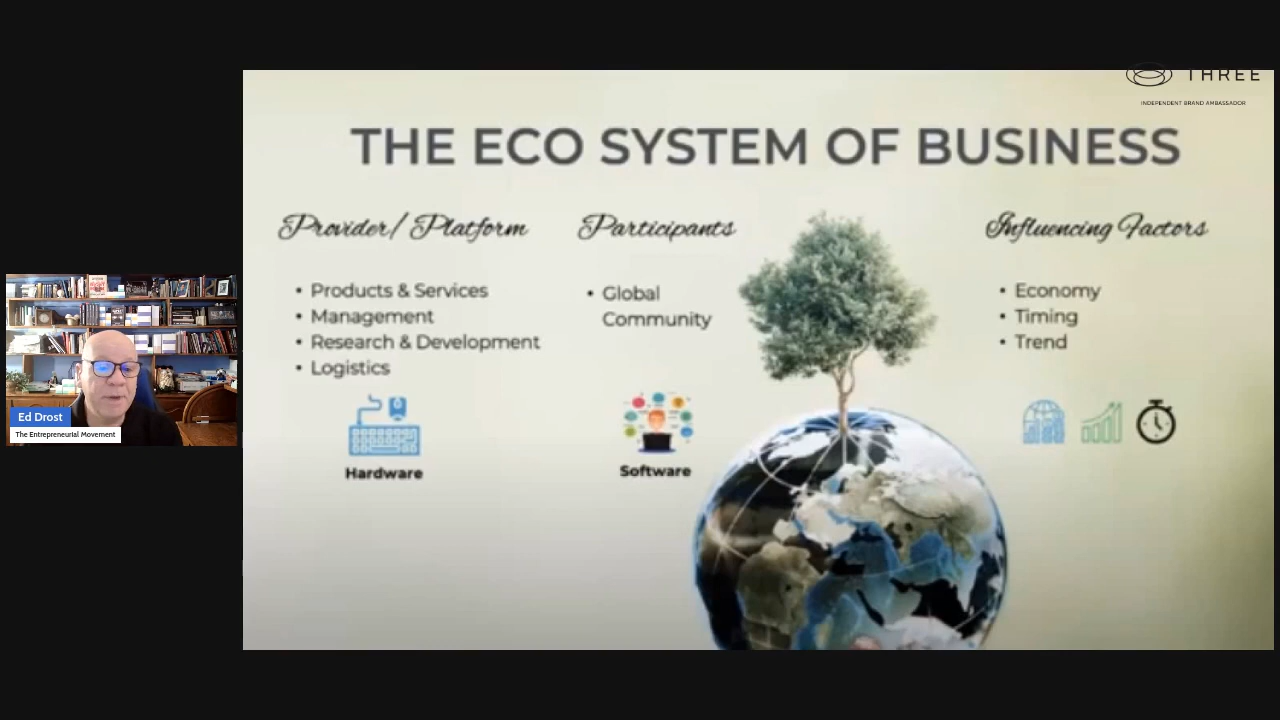 THREE
INDEPENDENT BRAND AMBASSADOR
THE ECO SYSTEM OF BUSINESS
Provider/ Platform
• Products & Services
• Management
• Research & Development
• Logistics
Hardware
Participants
• Global
Community
Software
Influencing Factors
• Economy
• Timing
• Trend
Ed Drost
The Entrepreneurial Movement